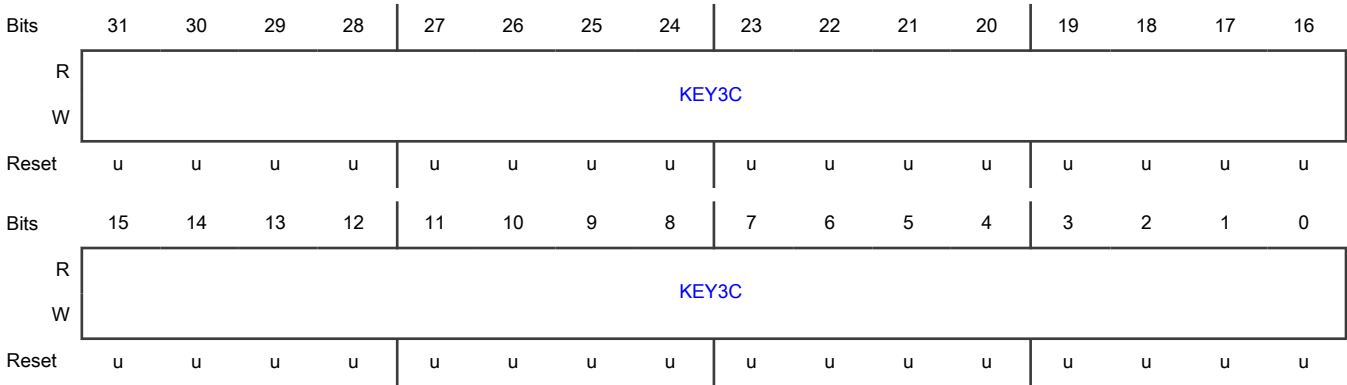 Bits 31 30 29 28 27 26 25 24 23 22 21 20 19 18 17 16
R
KEY3C
W
Reset u u u u u u u u u u u u u u u u
Bits 15 14 13 12 11 10 9 8 7 6 5 4 3 2 1 0
R
KEY3C
W
Reset u u u u u u u u u u u u u u u u